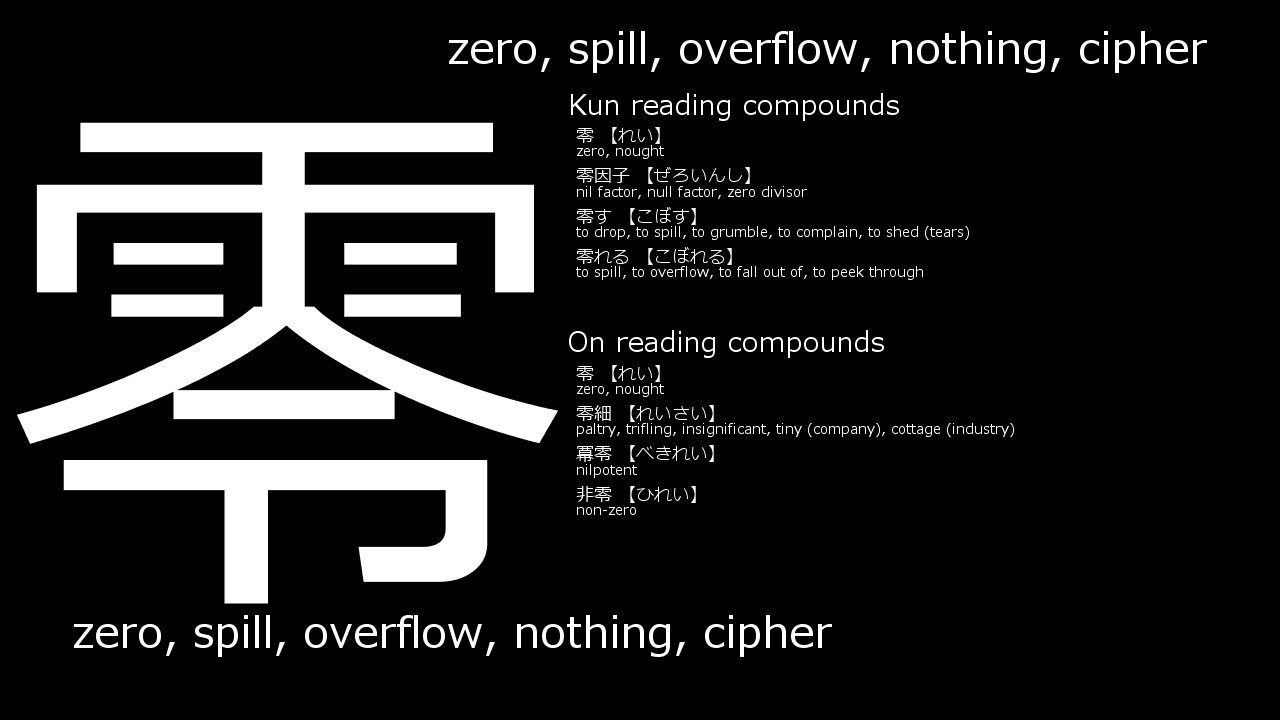 zero, spill, overflow, nothing, cipher
零
Kun reading compounds
零 【れい】
zero, nought
零因子 【ぜろいんし】
nil factor, null factor, zero divisor
零す 【こぼす】
to drop, to spill, to grumble, to complain, to shed (tears)
零れる 【こぼれる】
to spill, to overflow, to fall out of, to peek through
On reading compounds
零 【れい】
zero, nought
零細 【れいさい】
paltry, trifling, insignificant, tiny (company), cottage (industry)
冪零 【べきれい】
nilpotent
非零 【ひれい】
non-zero
zero, spill, overflow, nothing, cipher